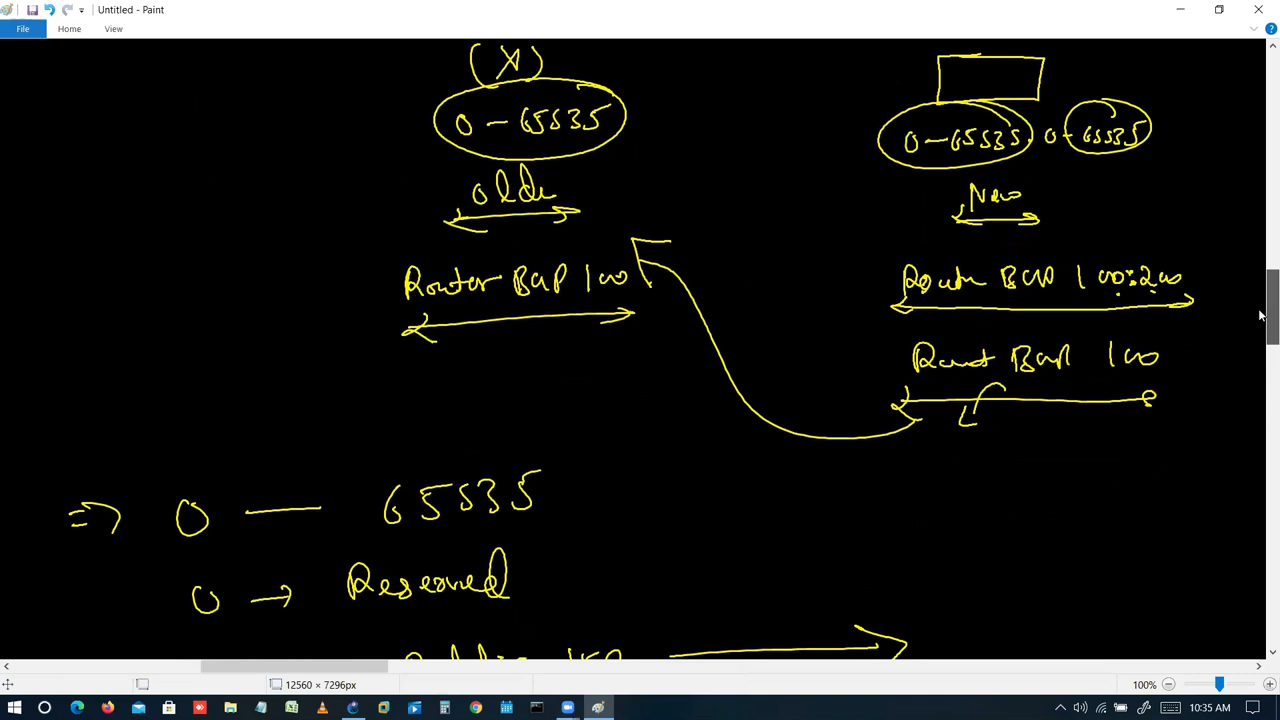 Untitled - Paint
File Home View
(X)
0 - 65535
Older
Router BGP 100
0 - 65535. 0 - 65535
New
Router BGP 100:200
Rout BGP 100
=> 0 — 65535
0 → Reserved
12560 × 7296px
100%
10:35 AM